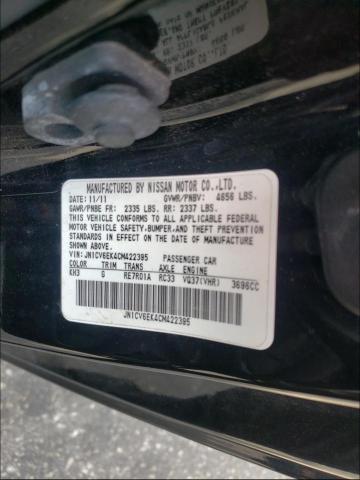 MANUFACTURED BY NISSAN MOTOR CO.,LTD.
DATE: 11/11 GVWR/PNBV: 4656 LBS.
GAWR/PNBE FR: 2335 LBS. RR: 2337 LBS.
THIS VEHICLE CONFORMS TO ALL APPLICABLE FEDERAL
MOTOR VEHICLE SAFETY,BUMPER,AND THEFT PREVENTION
STANDARDS IN EFFECT ON THE DATE OF MANUFACTURE
SHOWN ABOVE.
VIN: JN1CV6EK4CM422395 PASSENGER CAR
COLOR TRIM TRANS AXLE ENGINE
KH3 G RE7R01A RC33 VQ37(VHR) 3696CC
JN1CV6EK4CM422395